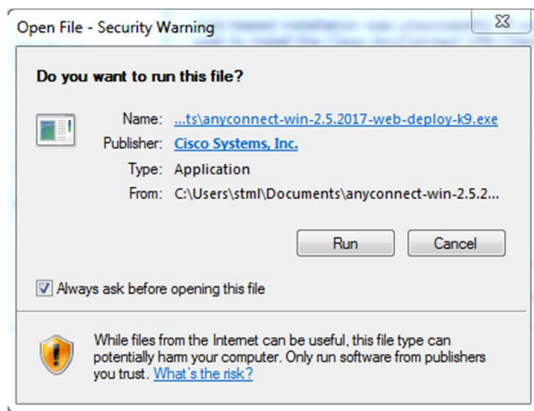 Open File - Security Warning
Do you want to run this file?
Name: ...ts\anyconnect-win-2.5.2017-web-deploy-k9.exe
Publisher: Cisco Systems, Inc.
Type: Application
From: C:\Users\stml\Documents\anyconnect-win-2.5.2...
Run Cancel
Always ask before opening this file
While files from the Internet can be useful, this file type can
potentially harm your computer. Only run software from publishers
you trust. What's the risk?